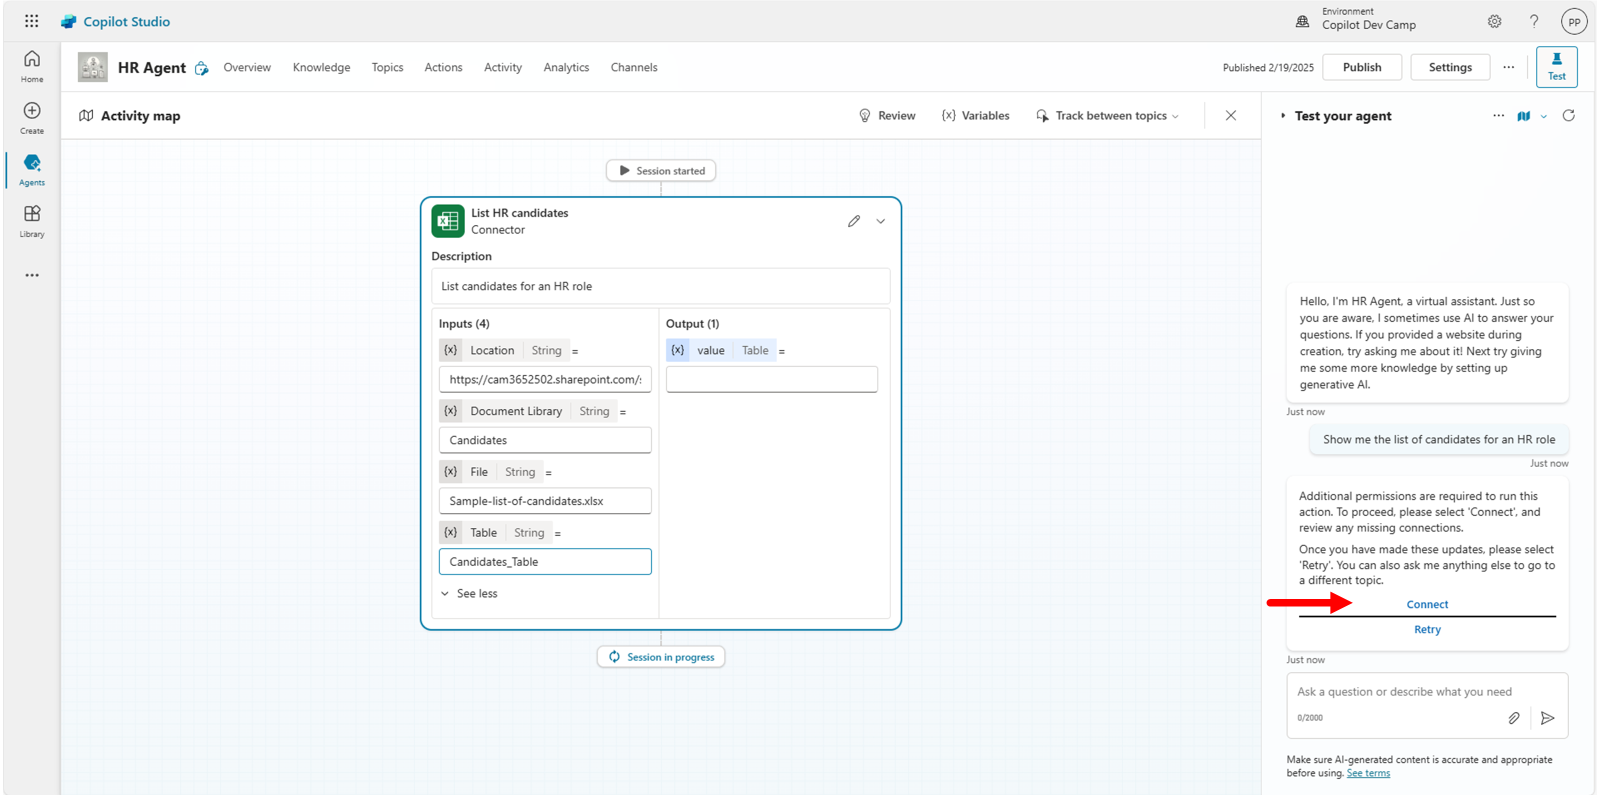 Copilot Studio
Environment
Copilot Dev Camp
PP
HR Agent
Overview
Knowledge
Topics
Actions
Activity
Analytics
Channels
Published 2/19/2025
Publish
Settings
Test
Home
Create
Agents
Library
Activity map
Review
{x} Variables
Track between topics
Session started
List HR candidates
Connector
Description
List candidates for an HR role
Inputs (4)
{x} Location String =
https://cam3652502.sharepoint.com/
{x} Document Library String =
Candidates
{x} File String =
Sample-list-of-candidates.xlsx
{x} Table String =
Candidates_Table
See less
Output (1)
{x} value Table =
Session in progress
Test your agent
Hello, I'm HR Agent, a virtual assistant. Just so
you are aware, I sometimes use AI to answer your
questions. If you provided a website during
creation, try asking me about it! Next try giving
me some more knowledge by setting up
generative AI.
Just now
Show me the list of candidates for an HR role
Just now
Additional permissions are required to run this
action. To proceed, please select 'Connect', and
review any missing connections.
Once you have made these updates, please select
'Retry'. You can also ask me anything else to go to
a different topic.
Connect
Retry
Just now
Ask a question or describe what you need
0/2000
Make sure AI-generated content is accurate and appropriate
before using. See terms